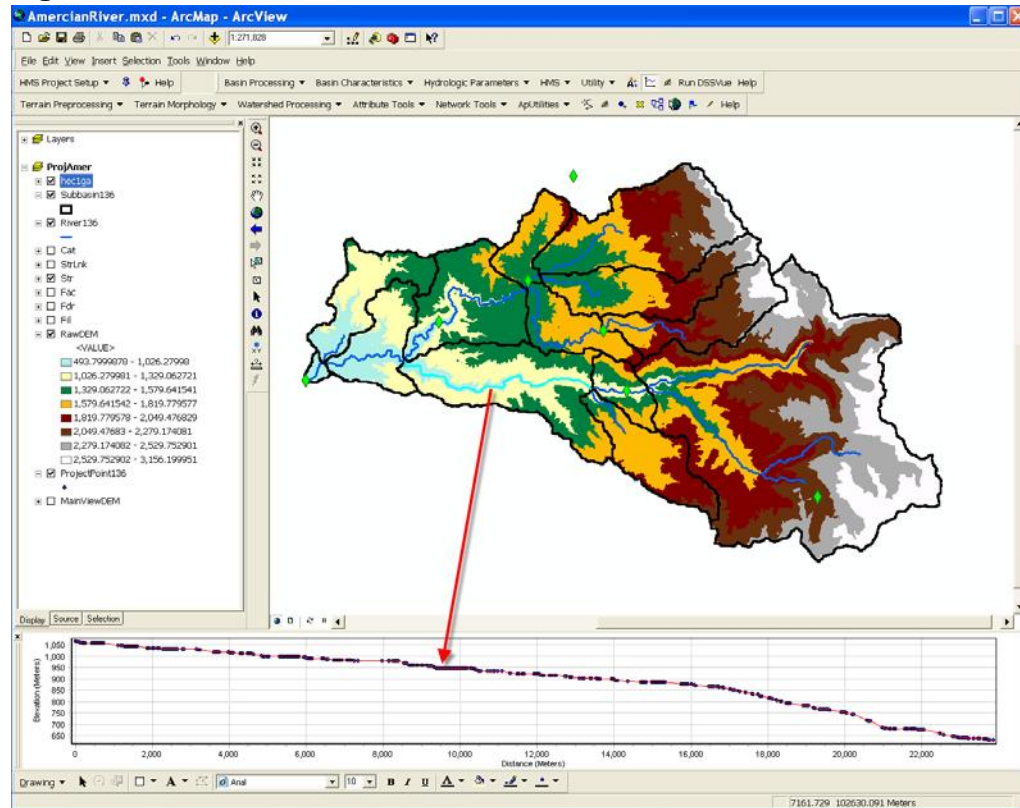 AmercianRiver.mxd - ArcMap - ArcView
1:271,828
File Edit View Insert Selection Tools Window Help
HMS Project Setup Help Basin Processing Basin Characteristics Hydrologic Parameters HMS Utility Run DSSVue Help
Terrain Preprocessing Terrain Morphology Watershed Processing Attribute Tools Network Tools ApUtilities Help
Layers
ProjAmer
hec1ga
Subbasin136
River136
Cat
StrLnk
Str
Fac
Fdr
Fil
RawDEM
<VALUE>
493.7999878 - 1,026.27998
1,026.279981 - 1,329.062721
1,329.062722 - 1,579.641541
1,579.641542 - 1,819.779577
1,819.779578 - 2,049.476829
2,049.47683 - 2,279.174081
2,279.174082 - 2,529.752901
2,529.752902 - 3,156.199951
ProjectPoint136
MainViewDEM
Display Source Selection
Elevation (Meters)
1,050
1,000
950
900
850
800
750
700
650
0 2,000 4,000 6,000 8,000 10,000 12,000 14,000 16,000 18,000 20,000 22,000
Distance (Meters)
Drawing A Arial 10 B I U A
7161.729 102630.091 Meters